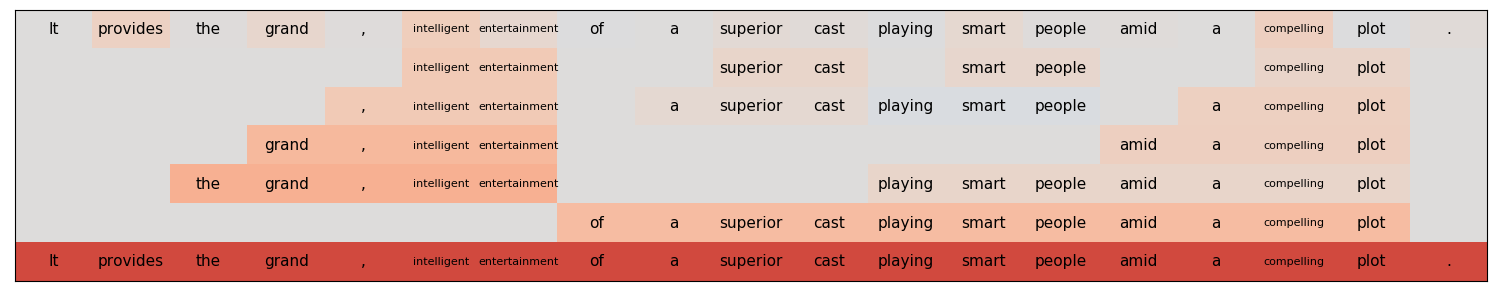 It provides the grand , intelligent entertainment of a superior cast playing smart people amid a compelling plot .
intelligent entertainment superior cast smart people compelling plot
, intelligent entertainment a superior cast playing smart people a compelling plot
grand , intelligent entertainment amid a compelling plot
the grand , intelligent entertainment playing smart people amid a compelling plot
of a superior cast playing smart people amid a compelling plot
It provides the grand , intelligent entertainment of a superior cast playing smart people amid a compelling plot .